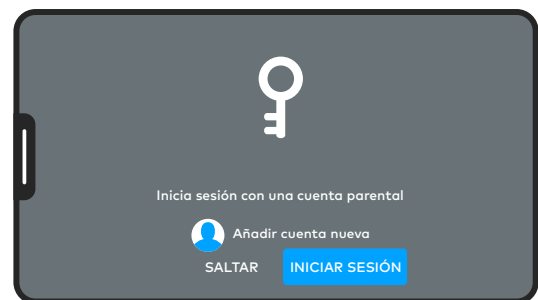 Inicia sesión con una cuenta parental
Añadir cuenta nueva
SALTAR
INICIAR SESIÓN